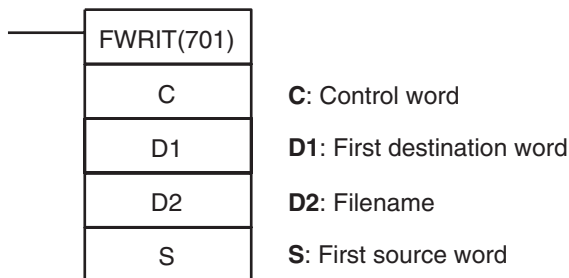 FWRIT(701)
C C: Control word
D1 D1: First destination word
D2 D2: Filename
S S: First source word